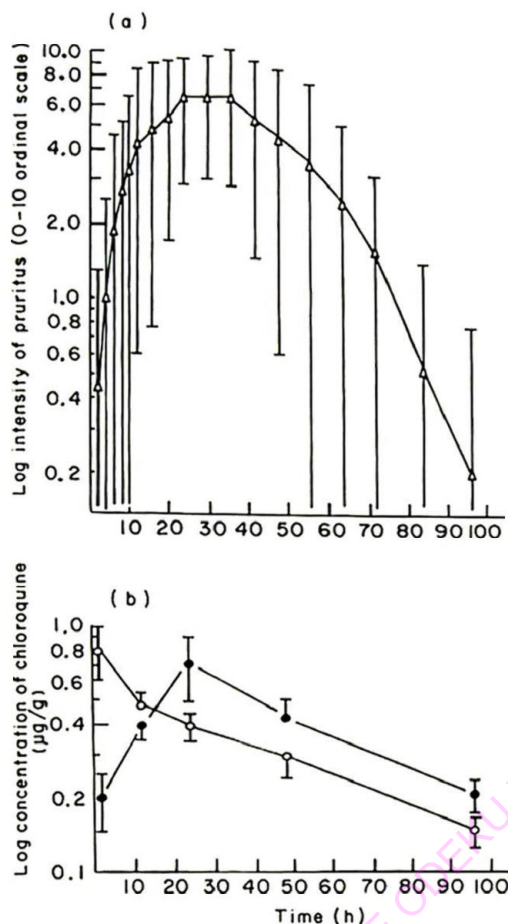 (a)
Log intensity of pruritus (0-10 ordinal scale)
10.0
8.0
6.0
4.0
2.0
1.0
0.8
0.6
0.4
0.2
10 20 30 40 50 60 70 80 90 100
(b)
Log concentration of chloroquine
(µg/g)
1.0
0.8
0.6
0.4
0.2
0.1
10 20 30 40 50 60 70 80 90 100
Time (h)
ODEKU